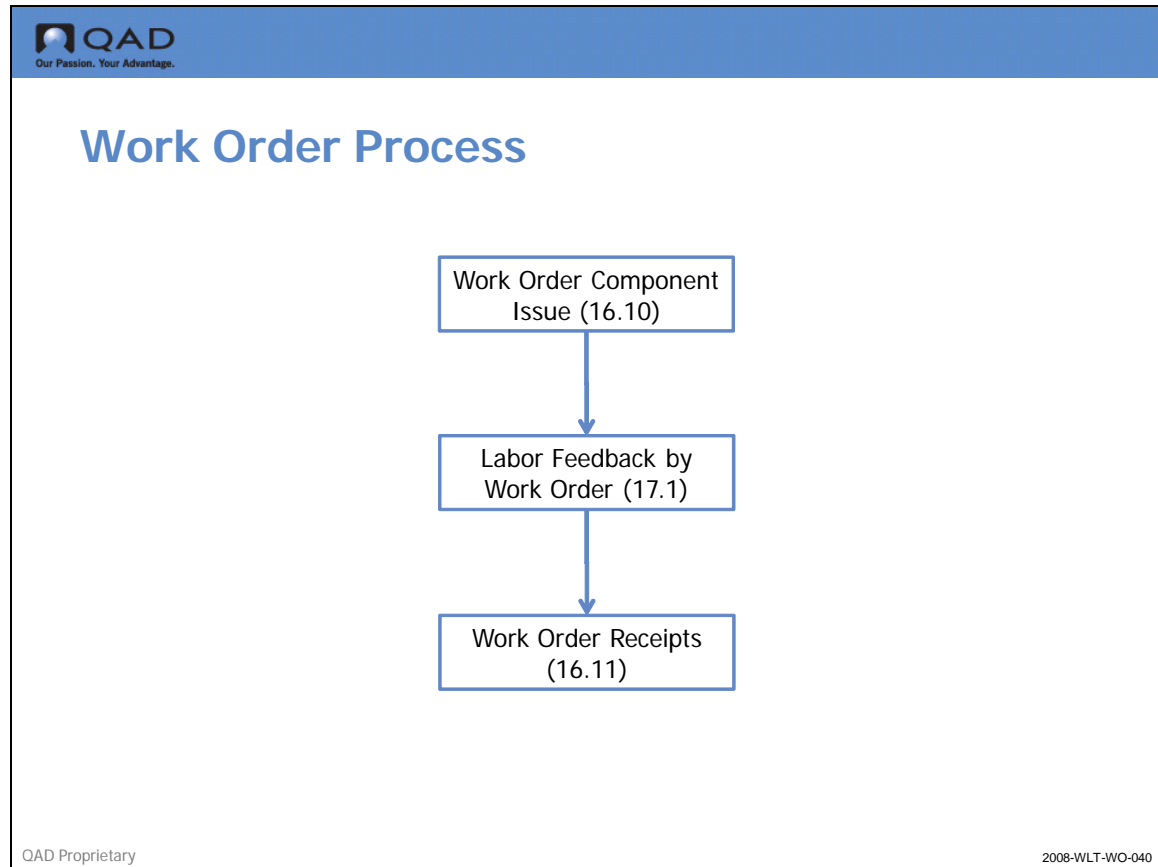 QAD
Our Passion. Your Advantage.
Work Order Process
Work Order Component
Issue (16.10)
Labor Feedback by
Work Order (17.1)
Work Order Receipts
(16.11)
QAD Proprietary
2008-WLT-WO-040